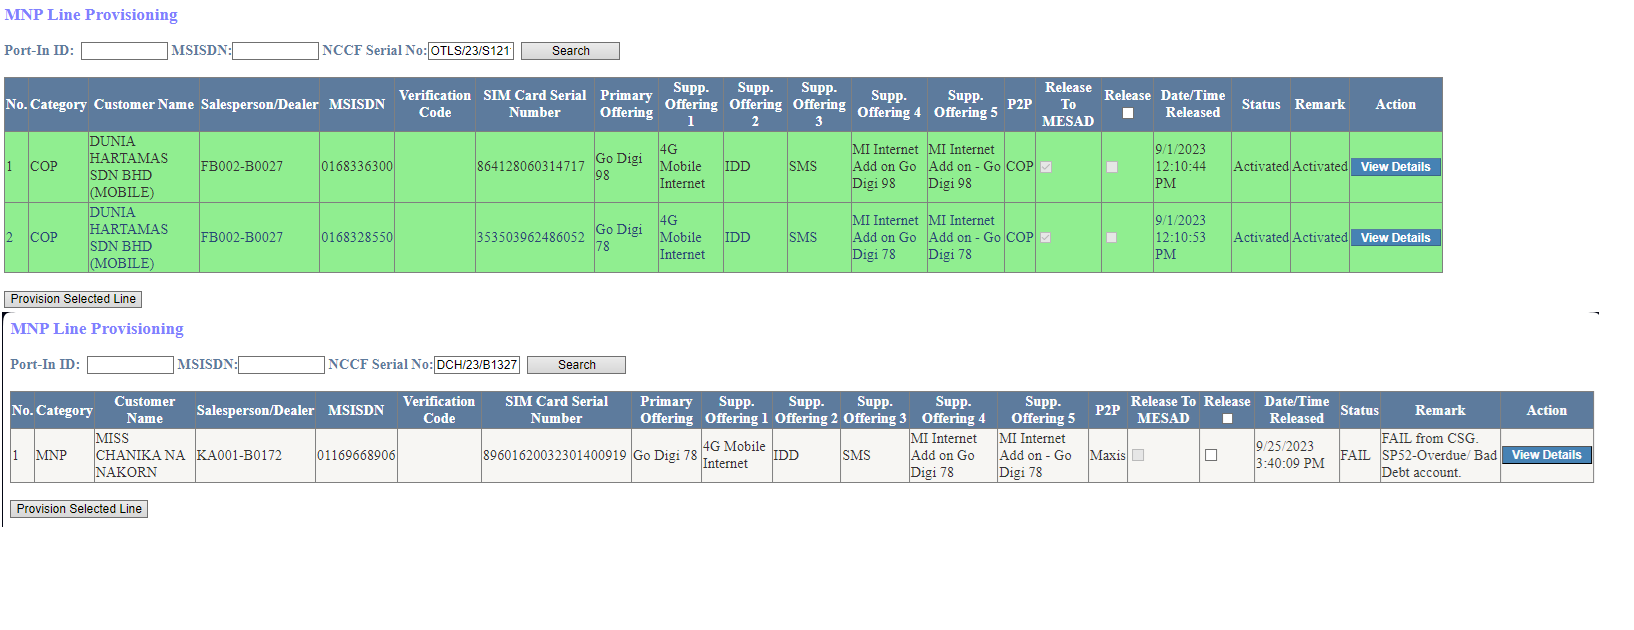 MNP Line Provisioning
Port-In ID: MSISDN: NCCF Serial No: OTLS/23/S121 Search
No. Category Customer Name Salesperson/Dealer MSISDN Verification Code SIM Card Serial Number Primary Offering Supp. Offering 1 Supp. Offering 2 Supp. Offering 3 Supp. Offering 4 Supp. Offering 5 P2P Release To MESAD Release Date/Time Released Status Remark Action
1 COP DUNIA HARTAMAS SDN BHD (MOBILE) FB002-B0027 0168336300 864128060314717 Go Digi 98 4G Mobile Internet IDD SMS MI Internet Add on Go Digi 98 MI Internet Add on - Go Digi 98 COP 9/1/2023 12:10:44 PM Activated Activated View Details
2 COP DUNIA HARTAMAS SDN BHD (MOBILE) FB002-B0027 0168328550 353503962486052 Go Digi 78 4G Mobile Internet IDD SMS MI Internet Add on Go Digi 78 MI Internet Add on - Go Digi 78 COP 9/1/2023 12:10:53 PM Activated Activated View Details
Provision Selected Line
MNP Line Provisioning
Port-In ID: MSISDN: NCCF Serial No: DCH/23/B1327 Search
No. Category Customer Name Salesperson/Dealer MSISDN Verification Code SIM Card Serial Number Primary Offering Supp. Offering 1 Supp. Offering 2 Supp. Offering 3 Supp. Offering 4 Supp. Offering 5 P2P Release To MESAD Release Date/Time Released Status Remark Action
1 MNP MISS CHANIKA NA NAKORN KA001-B0172 01169668906 89601620032301400919 Go Digi 78 4G Mobile Internet IDD SMS MI Internet Add on Go Digi 78 MI Internet Add on - Go Digi 78 Maxis 9/25/2023 3:40:09 PM FAIL FAIL from CSG. SP52-Overdue/ Bad Debt account. View Details
Provision Selected Line